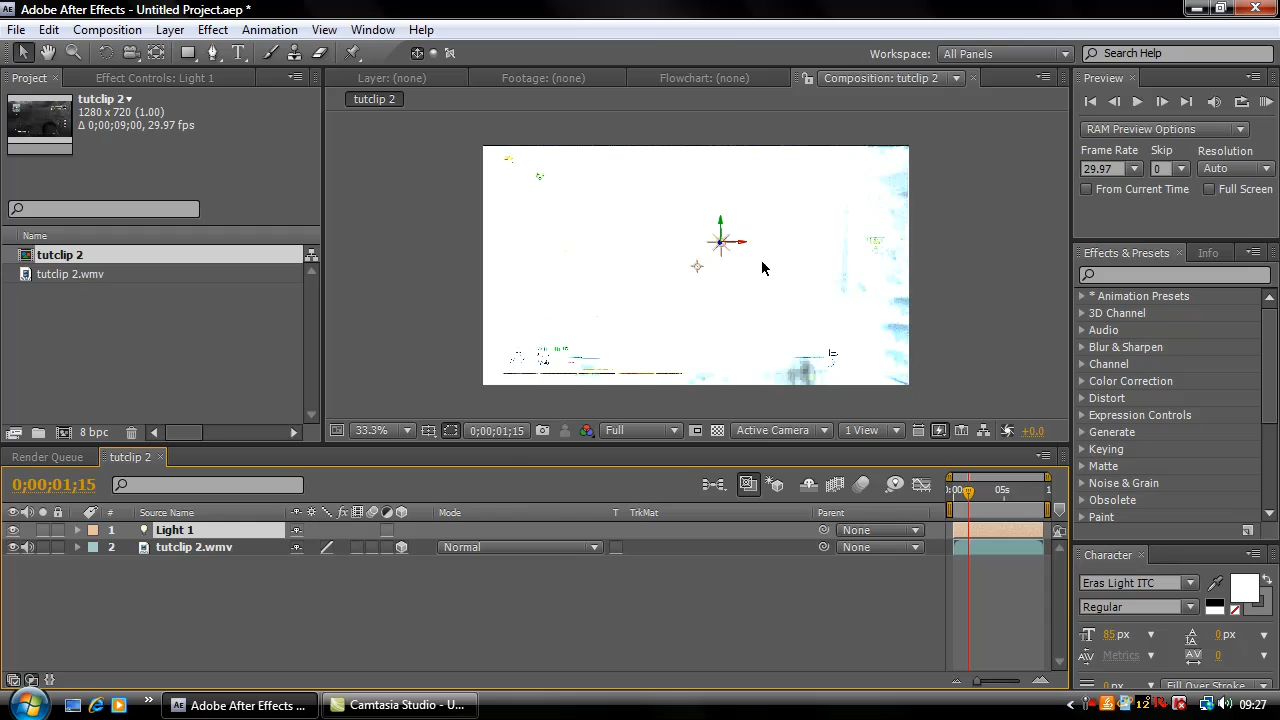 Adobe After Effects - Untitled Project.aep *
File Edit Composition Layer Effect Animation View Window Help
Workspace: All Panels Search Help
Project Effect Controls: Light 1 Layer: (none) Footage: (none) Flowchart: (none) Composition: tutclip 2 Preview
tutclip 2
1280 x 720 (1.00)
Δ 0;00;09;00, 29.97 fps
tutclip 2
RAM Preview Options
Frame Rate Skip Resolution
29.97 0 Auto
From Current Time Full Screen
Name
tutclip 2
tutclip 2.wmv
Effects & Presets Info
* Animation Presets
3D Channel
Audio
Blur & Sharpen
Channel
Color Correction
Distort
Expression Controls
Generate
Keying
Matte
Noise & Grain
Obsolete
Paint
8 bpc
33.3% 0;00;01;15 Full Active Camera 1 View +0.0
Render Queue tutclip 2
0;00;01;15
05s
# Source Name Mode T TrkMat Parent
1 Light 1 None
2 tutclip 2.wmv Normal None
Character
Eras Light ITC
Regular
85 px 0 px
Metrics 0
0 px Fill Over Stroke
Adobe After Effects ... Camtasia Studio - U... 12 09:27